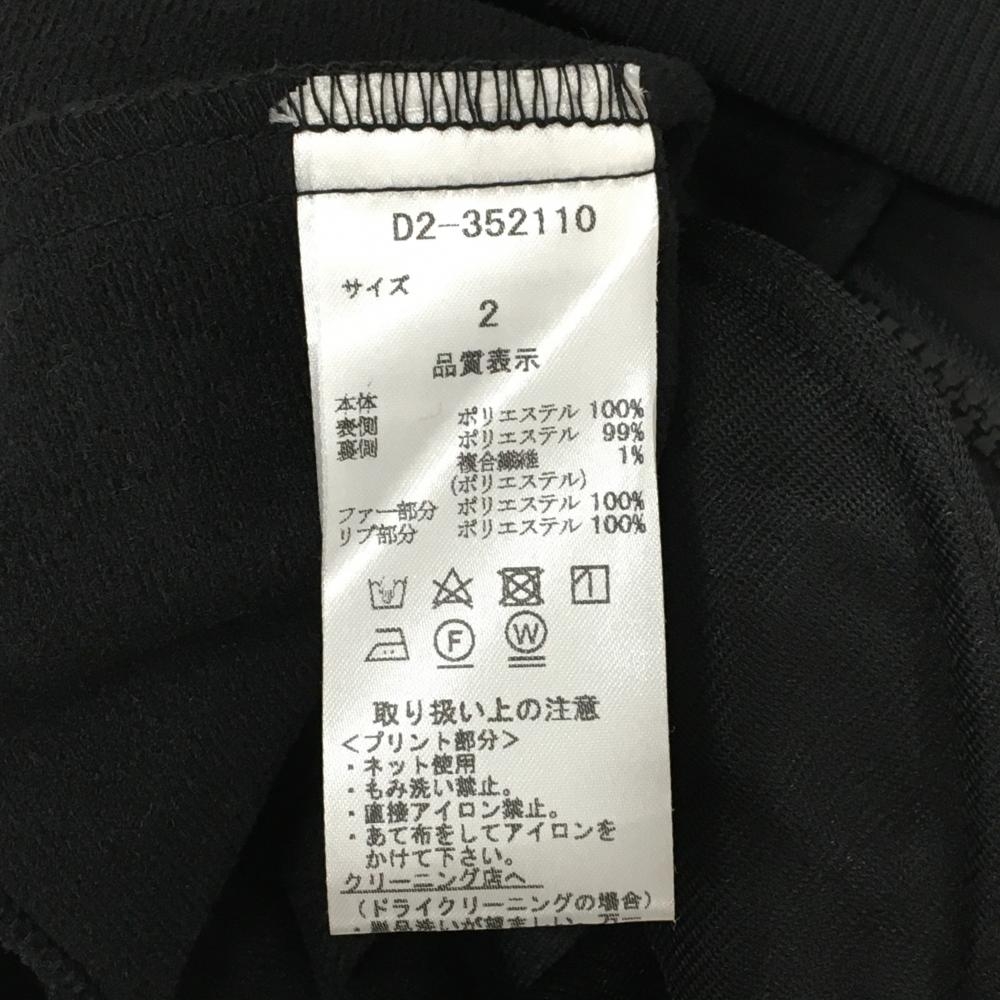 D2-352110
サイズ
2
品質表示
本体 ポリエステル 100%
表側 ポリエステル 99%
裏側 複合繊維 1%
(ポリエステル)
ファー部分 ポリエステル 100%
リブ部分 ポリエステル 100%
F W
取り扱い上の注意
＜プリント部分＞
・ネット使用
・もみ洗い禁止。
・直接アイロン禁止。
・あて布をしてアイロンを
かけて下さい。
クリーニング店へ
（ドライクリーニングの場合）